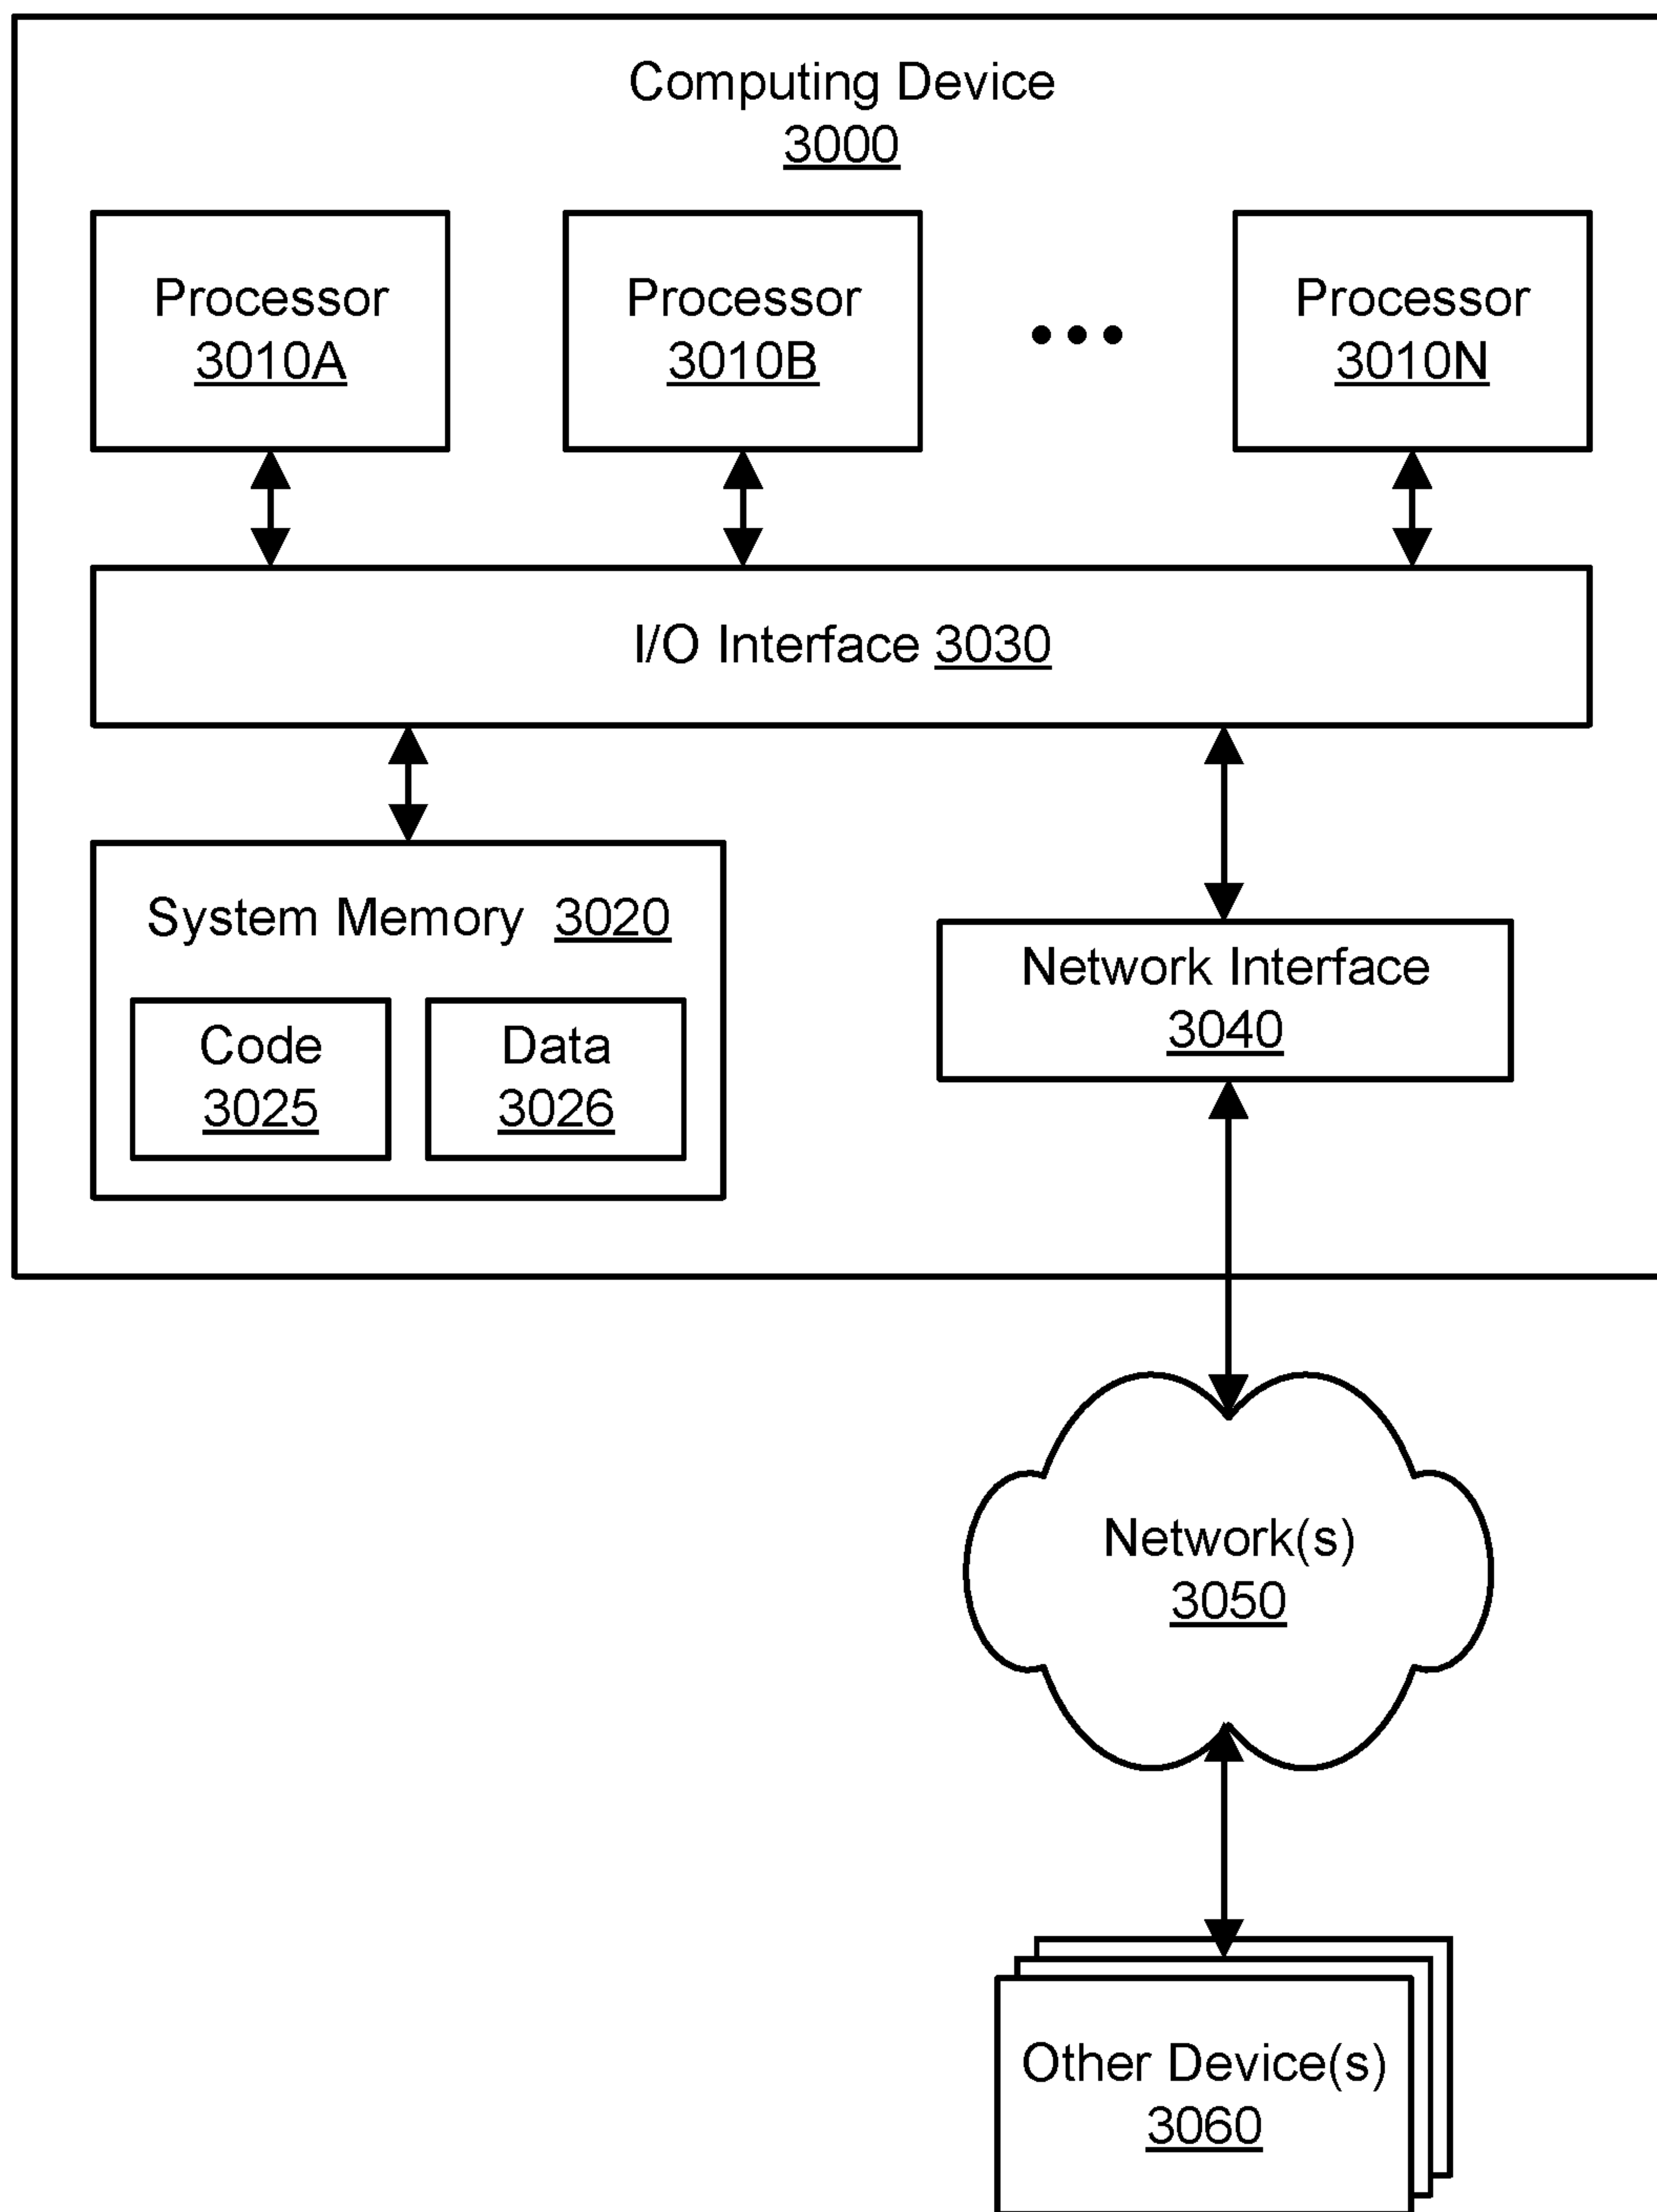 Computing Device
3000
Processor
3010A
Processor
3010B
Processor
3010N
I/O Interface 3030
System Memory 3020
Code
3025
Data
3026
Network Interface
3040
Network(s)
3050
Other Device(s)
3060